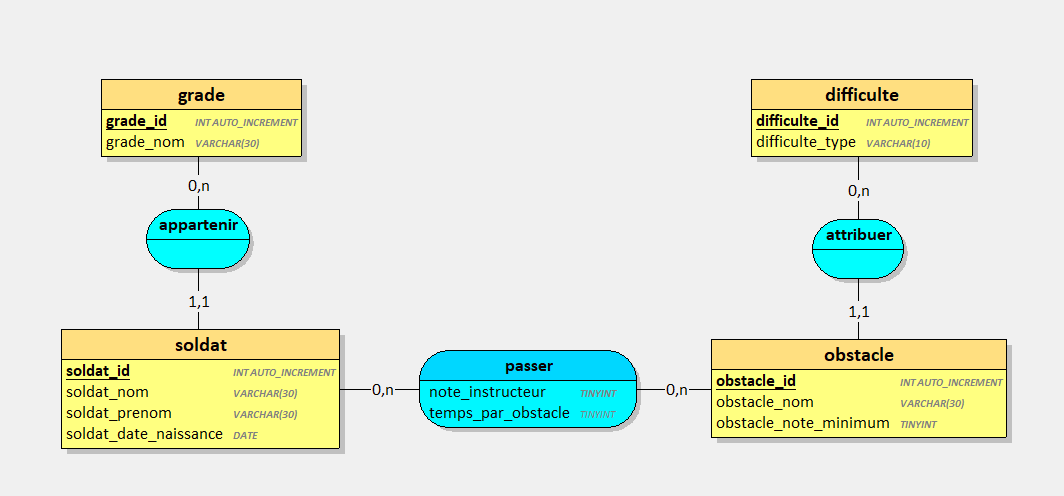 grade
grade_id INT AUTO_INCREMENT
grade_nom VARCHAR(30)
0,n
appartenir
1,1
difficulte
difficulte_id INT AUTO_INCREMENT
difficulte_type VARCHAR(10)
0,n
attribuer
1,1
soldat
soldat_id INT AUTO_INCREMENT
soldat_nom VARCHAR(30)
soldat_prenom VARCHAR(30)
soldat_date_naissance DATE
0,n
passer
note_instructeur TINYINT
temps_par_obstacle TINYINT
0,n
obstacle
obstacle_id INT AUTO_INCREMENT
obstacle_nom VARCHAR(30)
obstacle_note_minimum TINYINT